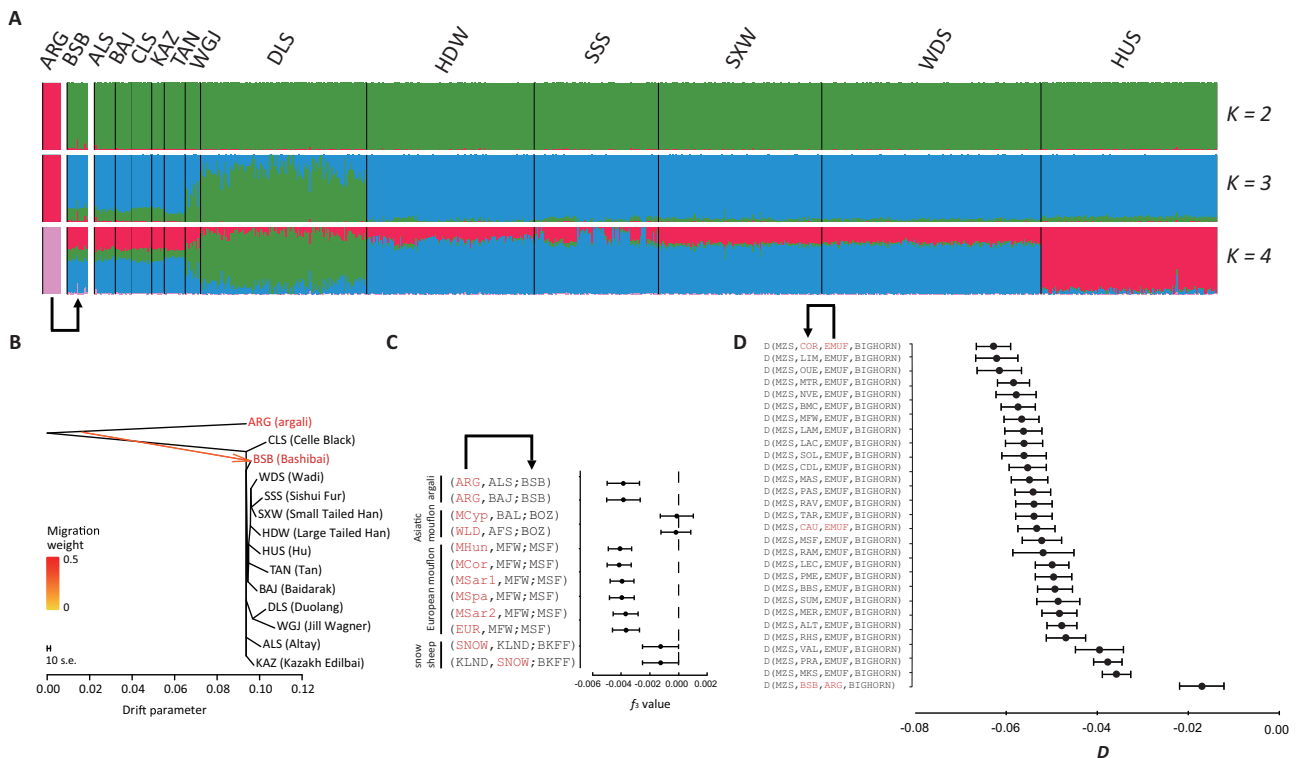 A
ARG BSB ALS BAJ CLS KAZ TAN WGJ DLS HDW SSS SXW WDS HUS
K = 2
K = 3
K = 4
B
ARG (argali)
CLS (Celle Black)
BSB (Bashibai)
WDS (Wadi)
SSS (Sishui Fur)
SXW (Small Tailed Han)
HDW (Large Tailed Han)
HUS (Hu)
TAN (Tan)
BAJ (Baidarak)
DLS (Duolang)
WGJ (Jill Wagner)
ALS (Altay)
KAZ (Kazakh Edilbai)
Migration
weight
0.5
0
10 s.e.
0.00 0.02 0.04 0.06 0.08 0.10 0.12
Drift parameter
C
argali
(ARG,ALS;BSB)
(ARG,BAJ;BSB)
Asiatic
mouflon
(MCyp,BAL;BOZ)
(WLD,AFS;BOZ)
European mouflon
(MHun,MFW;MSF)
(MCor,MFW;MSF)
(MSar1,MFW;MSF)
(MSpa,MFW;MSF)
(MSar2,MFW;MSF)
(EUR,MFW;MSF)
snow
sheep
(SNOW,KLND;BKFF)
(KLND,SNOW;BKFF)
-0.006 -0.004 -0.002 0.000 0.002
f3 value
D
D(MZS,COR,EMUF,BIGHORN)
D(MZS,LIM,EMUF,BIGHORN)
D(MZS,OUE,EMUF,BIGHORN)
D(MZS,MTR,EMUF,BIGHORN)
D(MZS,NVE,EMUF,BIGHORN)
D(MZS,BMC,EMUF,BIGHORN)
D(MZS,MFW,EMUF,BIGHORN)
D(MZS,LAM,EMUF,BIGHORN)
D(MZS,LAC,EMUF,BIGHORN)
D(MZS,SOL,EMUF,BIGHORN)
D(MZS,CDL,EMUF,BIGHORN)
D(MZS,MAS,EMUF,BIGHORN)
D(MZS,PAS,EMUF,BIGHORN)
D(MZS,RAV,EMUF,BIGHORN)
D(MZS,TAR,EMUF,BIGHORN)
D(MZS,CAU,EMUF,BIGHORN)
D(MZS,MSF,EMUF,BIGHORN)
D(MZS,RAM,EMUF,BIGHORN)
D(MZS,LEC,EMUF,BIGHORN)
D(MZS,PME,EMUF,BIGHORN)
D(MZS,BBS,EMUF,BIGHORN)
D(MZS,SUM,EMUF,BIGHORN)
D(MZS,MER,EMUF,BIGHORN)
D(MZS,ALT,EMUF,BIGHORN)
D(MZS,RHS,EMUF,BIGHORN)
D(MZS,VAL,EMUF,BIGHORN)
D(MZS,PRA,EMUF,BIGHORN)
D(MZS,MKS,EMUF,BIGHORN)
D(MZS,BSB,ARG,BIGHORN)
-0.08 -0.06 -0.04 -0.02 0.00
D